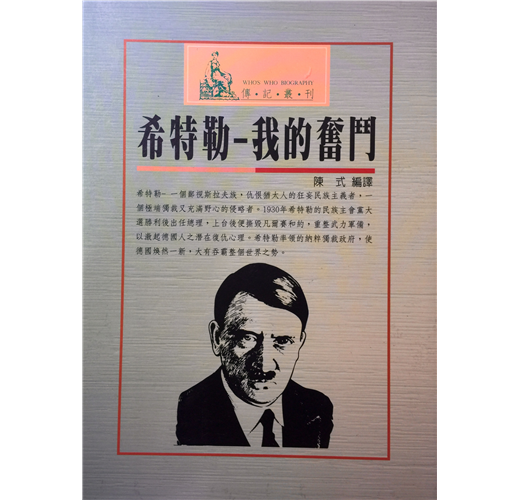 WHO'S WHO BIOGRAPHY
傳•記•叢•刊
希特勒-我的奮鬥
陳 式 編譯
希特勒- 一個鄙視斯拉夫族,仇恨猶太人的狂妄民族主義者,一
個極端獨裁又充滿野心的侵略者。1930年希特勒的民族主會黨大
選勝利後出任總理,上台後便撕毀凡爾賽和約,重整武力軍備,
以激起德國人之潛在復仇心理。希特勒率領的納粹獨裁政府,使
德國煥然一新,大有吞霸整個世界之勢。